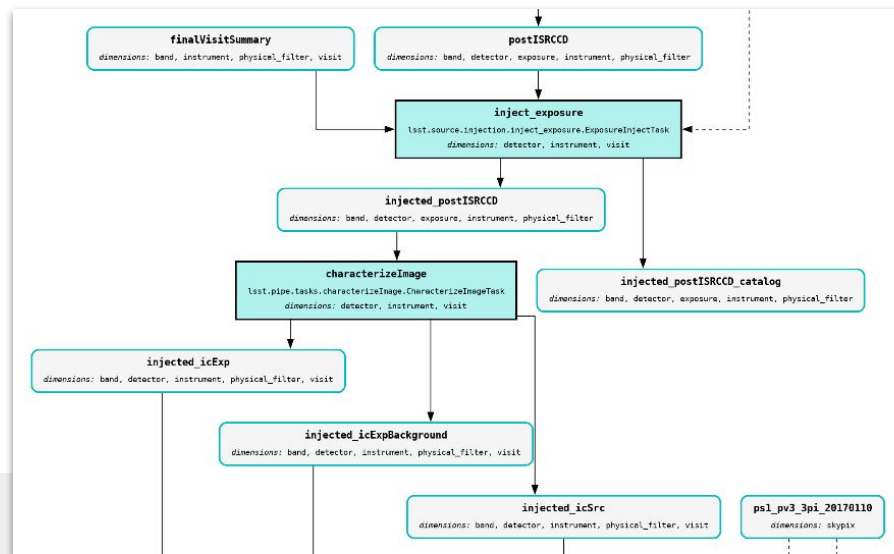 finalVisitSummary
dimensions: band, instrument, physical_filter, visit
postISRCCD
dimensions: band, detector, exposure, instrument, physical_filter
inject_exposure
lsst.source.injection.inject_exposure.ExposureInjectTask
dimensions: detector, instrument, visit
injected_postISRCCD
dimensions: band, detector, exposure, instrument, physical_filter
characterizeImage
lsst.pipe.tasks.characterizeImage.CharacterizeImageTask
dimensions: detector, instrument, visit
injected_postISRCCD_catalog
dimensions: band, detector, exposure, instrument, physical_filter
injected_icExp
dimensions: band, detector, instrument, physical_filter, visit
injected_icExpBackground
dimensions: band, detector, instrument, physical_filter, visit
injected_icSrc
dimensions: band, detector, instrument, physical_filter, visit
ps1_pv3_3pi_20170110
dimensions: skypix